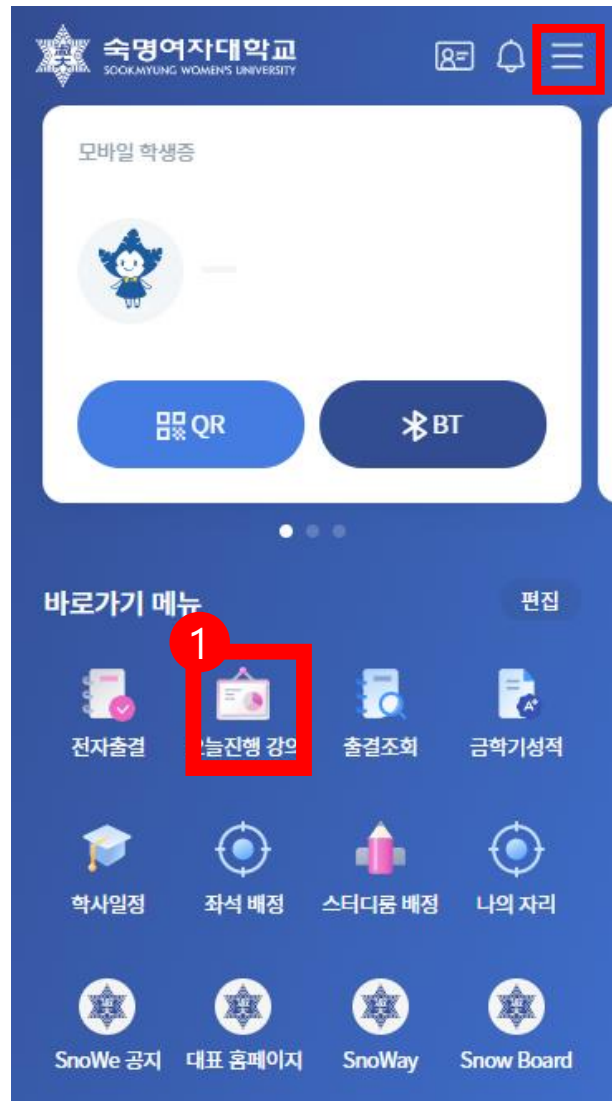 숙명여자대학교
SOOKMYUNG WOMEN'S UNIVERSITY
모바일 학생증
QR
BT
바로가기 메뉴
편집
1
전자출결
늘진행 강의
출결조회
금학기성적
학사일정
좌석 배정
스터디룸 배정
나의 자리
SnoWe 공지
대표 홈페이지
SnoWay
Snow Board